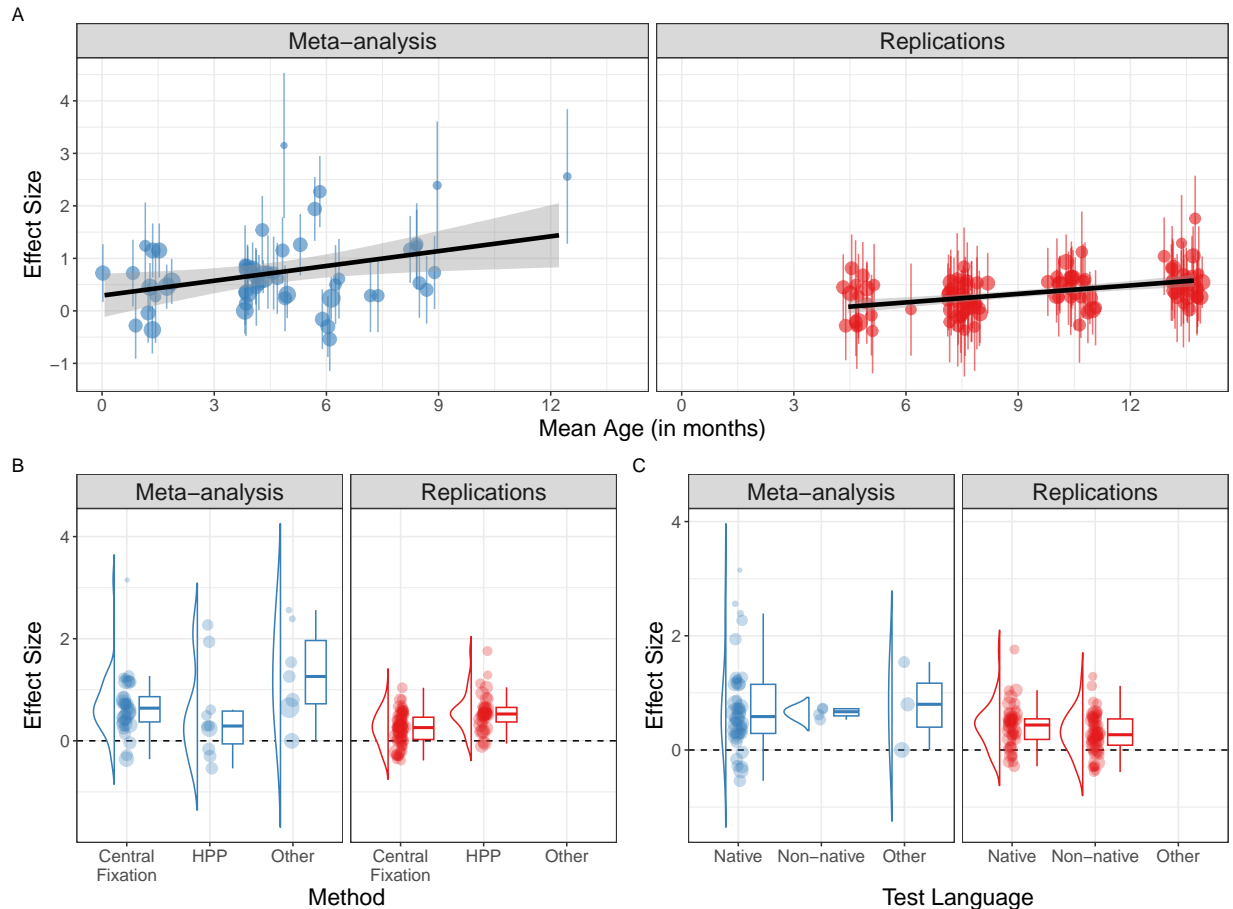 A
Meta−analysis
Replications
Effect Size
4
3
2
1
0
−1
0 3 6 9 12
0 3 6 9 12
Mean Age (in months)
B
Meta−analysis
Replications
Effect Size
4
2
0
Central
Fixation
HPP
Other
Central
Fixation
HPP
Other
Method
C
Meta−analysis
Replications
Effect Size
4
2
0
Native
Non−native
Other
Native
Non−native
Other
Test Language